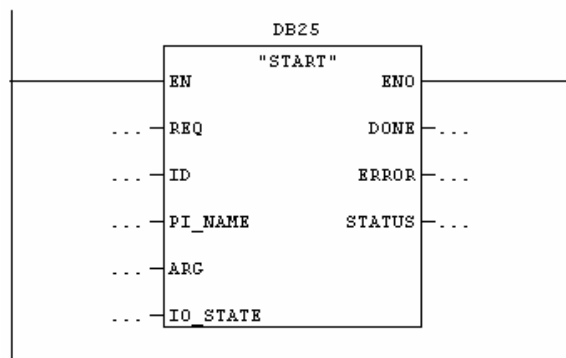 DB25
"START"
EN ENO
... REQ DONE ...
... ID ERROR ...
... PI_NAME STATUS ...
... ARG
... IO_STATE